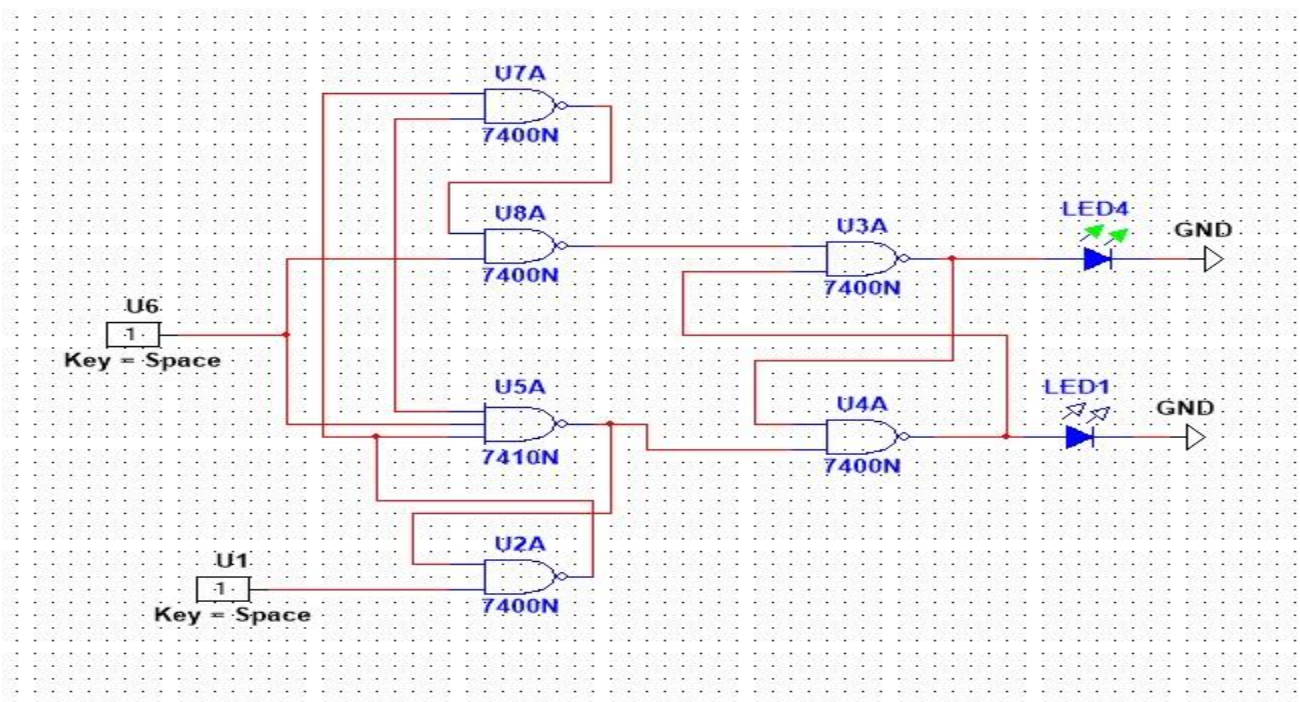 U7A
7400N
U8A
7400N
U3A
7400N
LED4
GND
U6
1
Key = Space
U5A
7410N
U4A
7400N
LED1
GND
U2A
7400N
U1
1
Key = Space